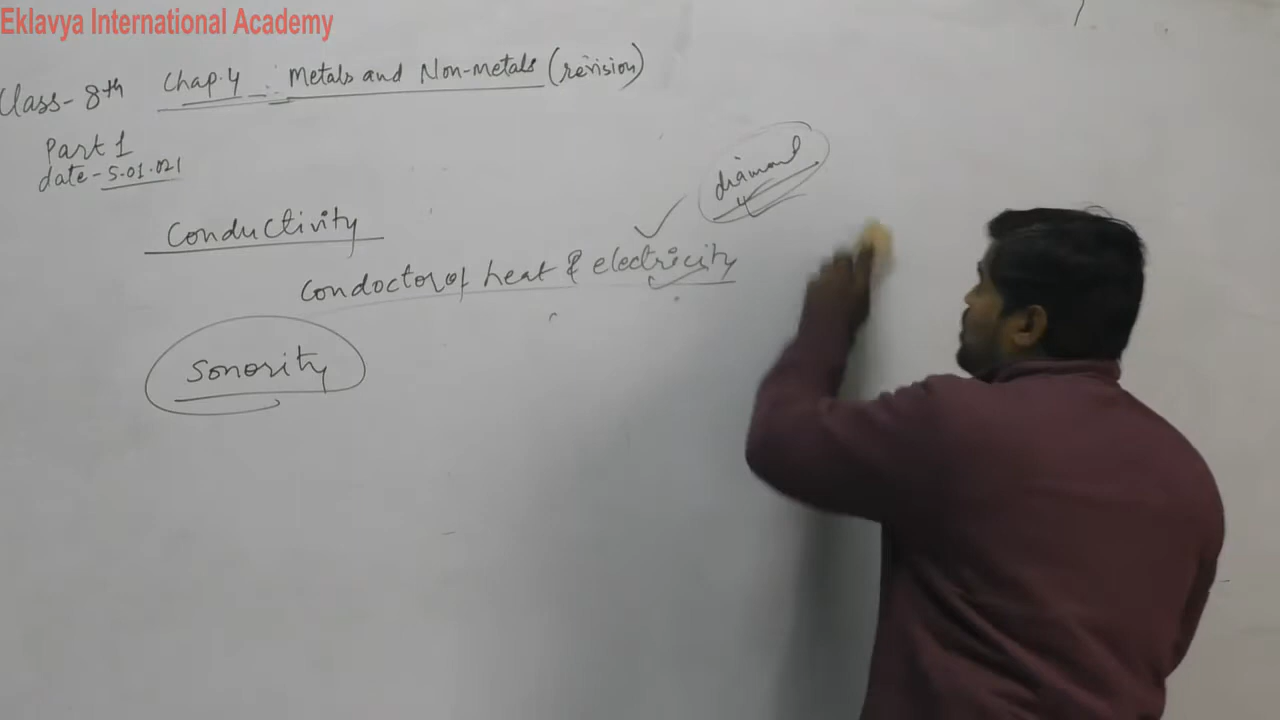 Eklavya International Academy
Class- 8th Chap. 4 :- Metals and Non-metals (revision)
Part 1
date - 5.01.021
diamond
Conductivity
Condoctor of heat & electricity
Sonority